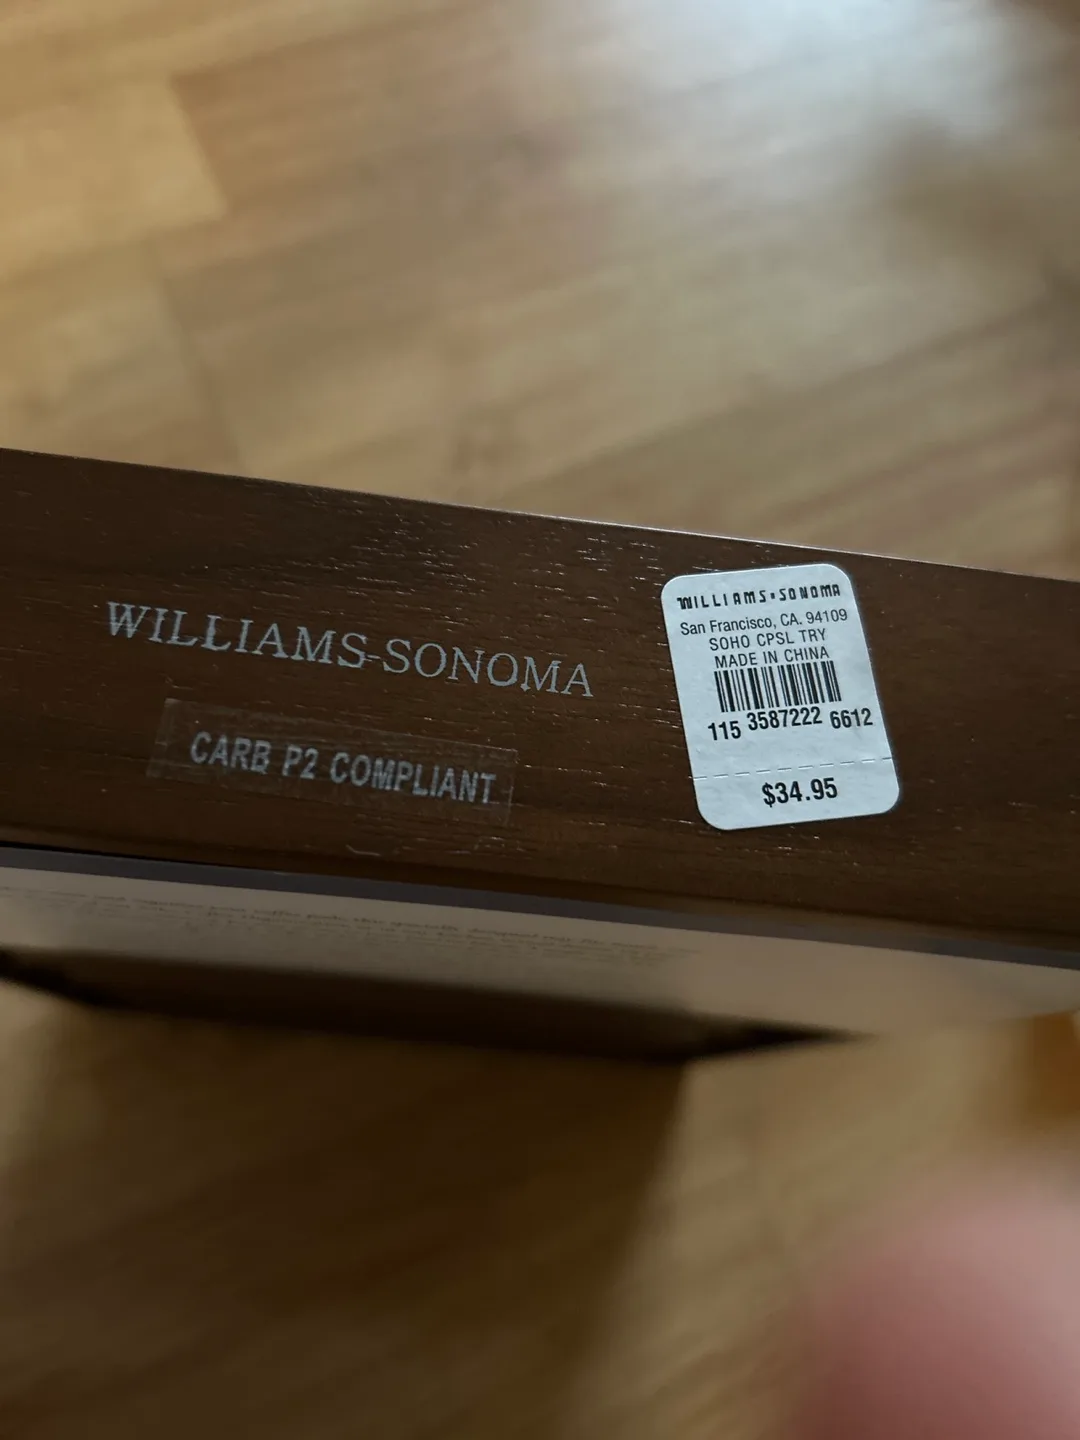 WILLIAMS-SONOMA
CARB P2 COMPLIANT
WILLIAMS-SONOMA
San Francisco, CA. 94109
SOHO CPSL TRY
MADE IN CHINA
115 3587222 6612
$34.95